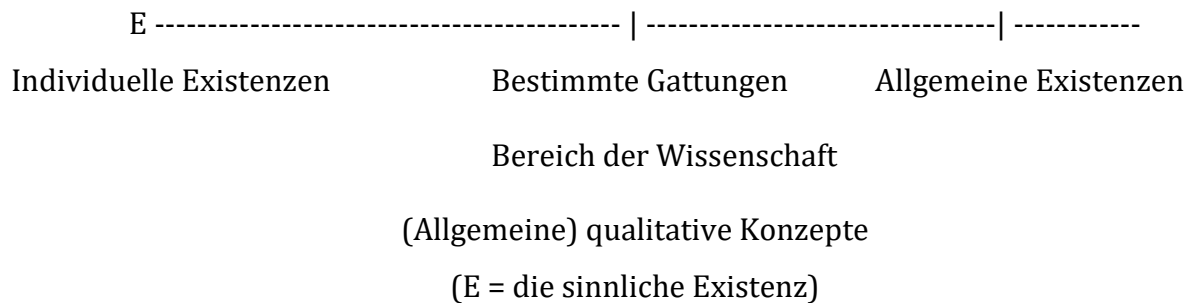 E -------------------------------------------- | ---------------------------------| ------------
Individuelle Existenzen Bestimmte Gattungen Allgemeine Existenzen
Bereich der Wissenschaft
(Allgemeine) qualitative Konzepte
(E = die sinnliche Existenz)